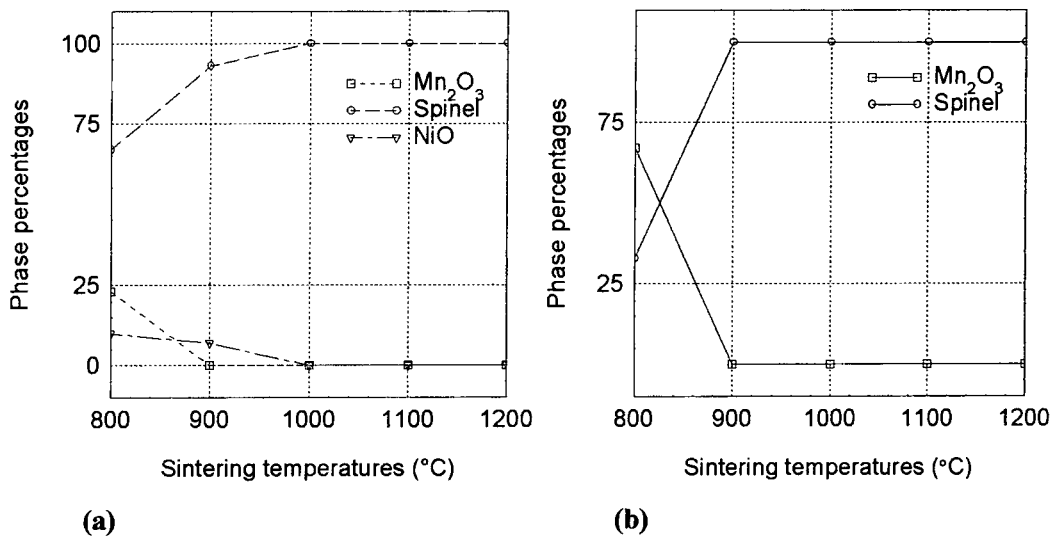 100
75
25
0
Phase percentages
Mn2O3
Spinel
NiO
800 900 1000 1100 1200
Sintering temperatures (°C)
(a)
75
25
Phase percentages
Mn2O3
Spinel
800 900 1000 1100 1200
Sintering temperatures (°C)
(b)